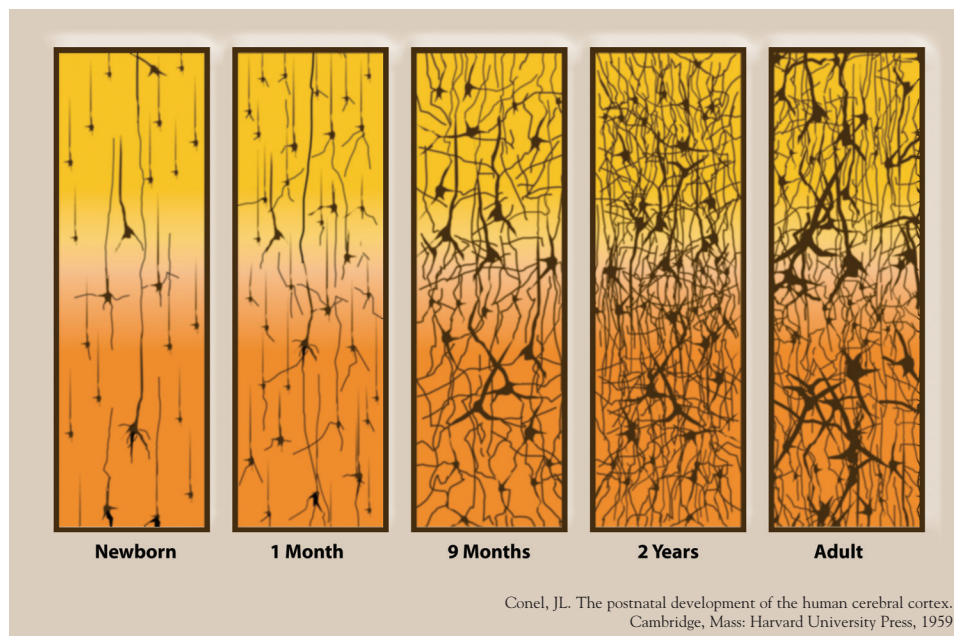 Newborn
1 Month
9 Months
2 Years
Adult
Conel, JL. The postnatal development of the human cerebral cortex.
Cambridge, Mass: Harvard University Press, 1959